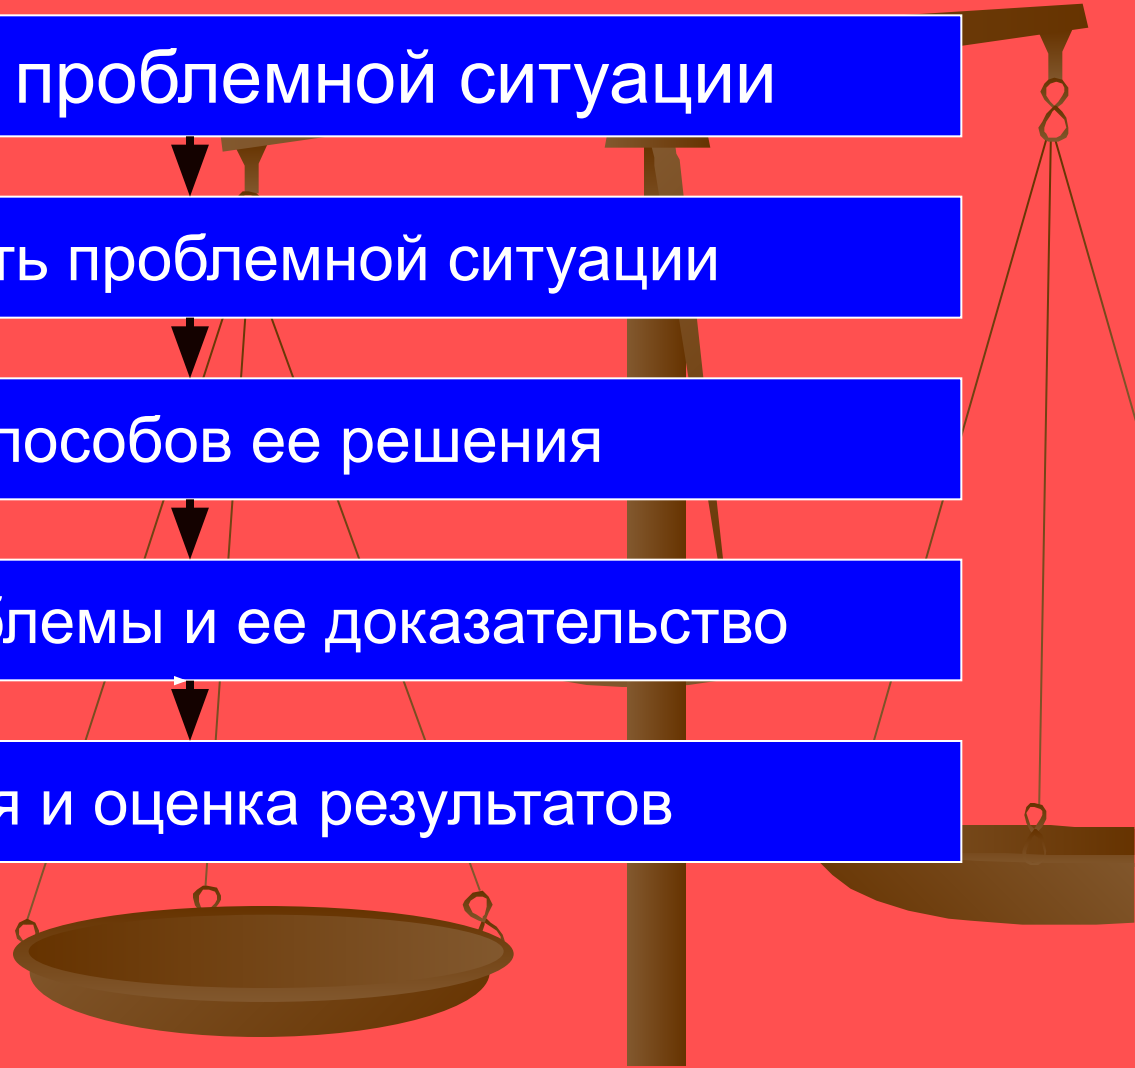 проблемной ситуации
ть проблемной ситуации
пособов ее решения
блемы и ее доказательство
я и оценка результатов